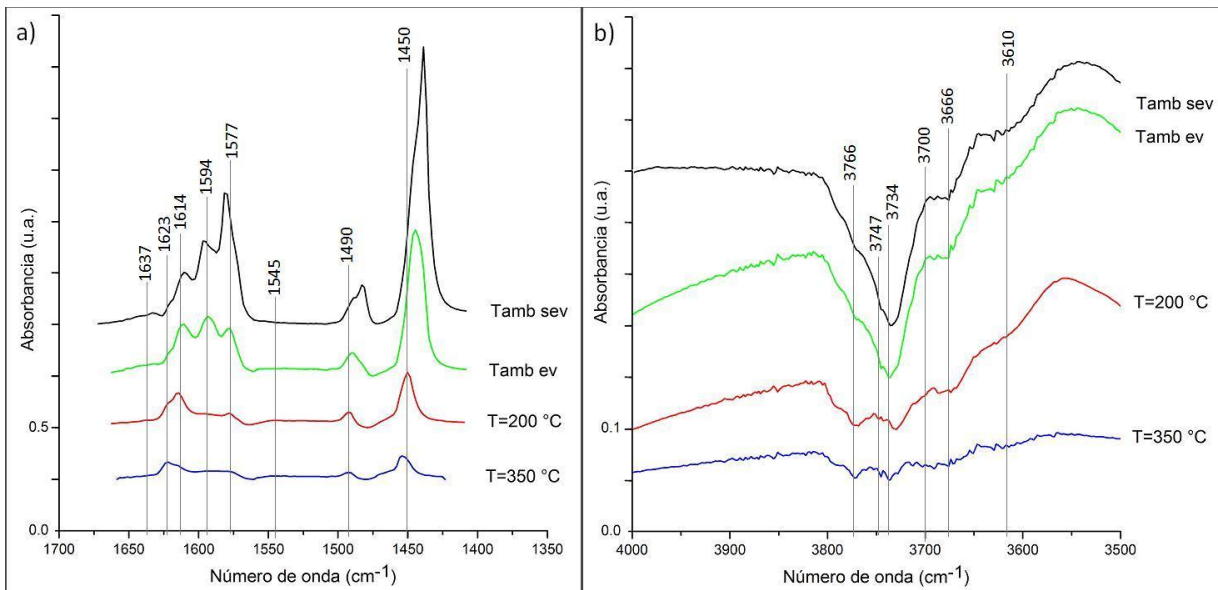 a)
1450
1577
1594
1614
1623
1637
1545
1490
Absorbancia (u.a.)
Tamb sev
Tamb ev
T=200 °C
T=350 °C
0.5
0.0
1700 1650 1600 1550 1500 1450 1400 1350
Número de onda (cm-1)
b)
3610
3666
3700
3766
3734
3747
Absorbancia (u.a.)
Tamb sev
Tamb ev
T=200 °C
T=350 °C
0.1
0.0
4000 3900 3800 3700 3600 3500
Número de onda (cm-1)